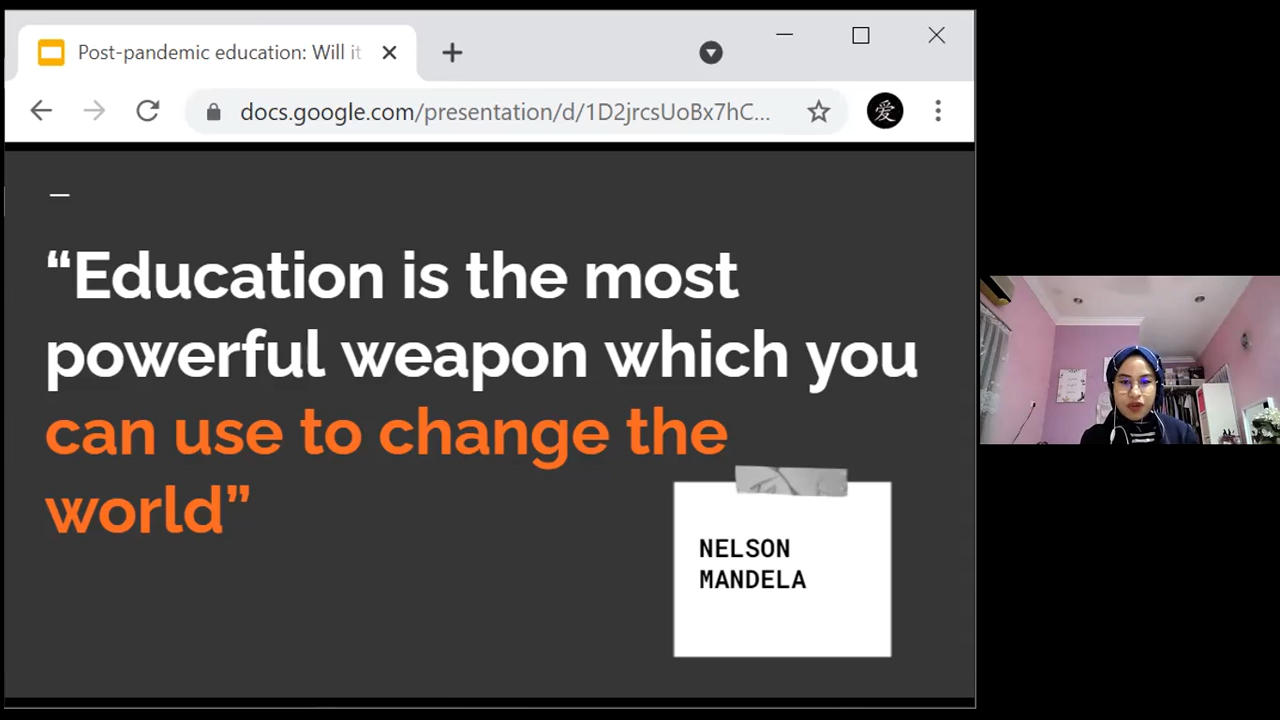 Post-pandemic education: Will it
docs.google.com/presentation/d/1D2jrcsUoBx7hC...
爱
“Education is the most
powerful weapon which you
can use to change the
world”
NELSON
MANDELA